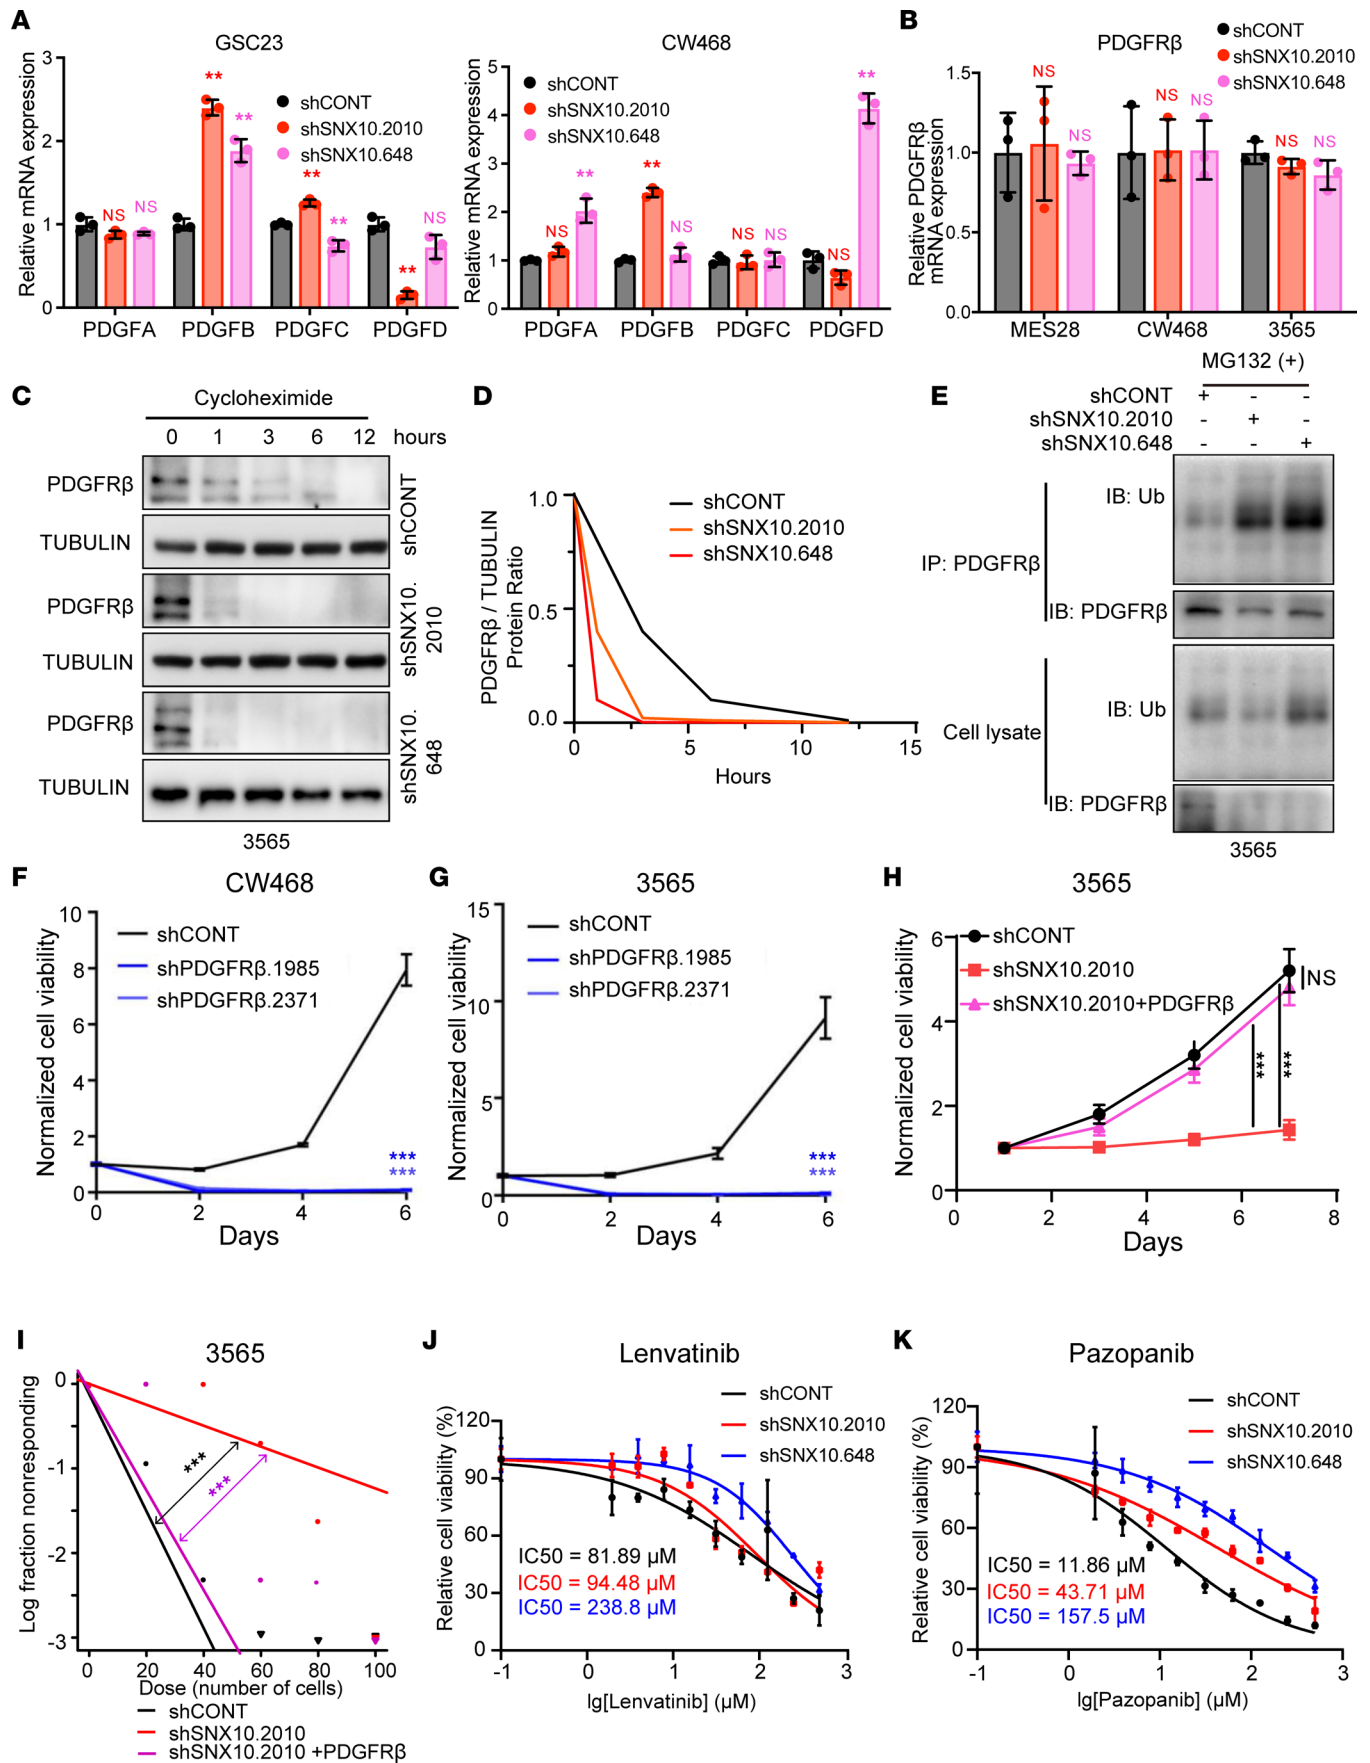 A
GSC23
Relative mRNA expression
3
2
1
0
shCONT
shSNX10.2010
shSNX10.648
NS NS
** **
** **
** NS
PDGFA PDGFB PDGFC PDGFD
CW468
Relative mRNA expression
5
4
3
2
1
0
shCONT
shSNX10.2010
shSNX10.648
NS **
** NS
NS NS
NS **
PDGFA PDGFB PDGFC PDGFD
B
PDGFRβ
shCONT
shSNX10.2010
shSNX10.648
Relative PDGFRβ
mRNA expression
1.5
1.0
0.5
0.0
NS NS
NS NS
NS NS
MES28 CW468 3565
C
Cycloheximide
0 1 3 6 12 hours
PDGFRβ
TUBULIN
shCONT
PDGFRβ
TUBULIN
shSNX10.
2010
PDGFRβ
TUBULIN
shSNX10.
648
3565
D
PDGFRβ / TUBULIN
Protein Ratio
1.0
0.5
0.0
shCONT
shSNX10.2010
shSNX10.648
0 5 10 15
Hours
E
MG132 (+)
shCONT + - -
shSNX10.2010 - + -
shSNX10.648 - - +
IB: Ub
IP: PDGFRβ
IB: PDGFRβ
IB: Ub
Cell lysate
IB: PDGFRβ
3565
F
CW468
Normalized cell viability
10
8
6
4
2
0
shCONT
shPDGFRβ.1985
shPDGFRβ.2371
***
***
0 2 4 6
Days
G
3565
Normalized cell viability
15
10
5
0
shCONT
shPDGFRβ.1985
shPDGFRβ.2371
***
***
0 2 4 6
Days
H
3565
Normalized cell viability
6
4
2
0
shCONT
shSNX10.2010
shSNX10.2010+PDGFRβ
NS
***
***
0 2 4 6 8
Days
I
3565
Log fraction nonresponding
0
-1
-2
-3
***
***
0 20 40 60 80 100
Dose (number of cells)
shCONT
shSNX10.2010
shSNX10.2010 +PDGFRβ
J
Lenvatinib
Relative cell viability (%)
120
90
60
30
0
shCONT
shSNX10.2010
shSNX10.648
IC50 = 81.89 μM
IC50 = 94.48 μM
IC50 = 238.8 μM
-1 0 1 2 3
lg[Lenvatinib] (μM)
K
Pazopanib
Relative cell viability (%)
120
90
60
30
0
shCONT
shSNX10.2010
shSNX10.648
IC50 = 11.86 μM
IC50 = 43.71 μM
IC50 = 157.5 μM
-1 0 1 2 3
lg[Pazopanib] (μM)